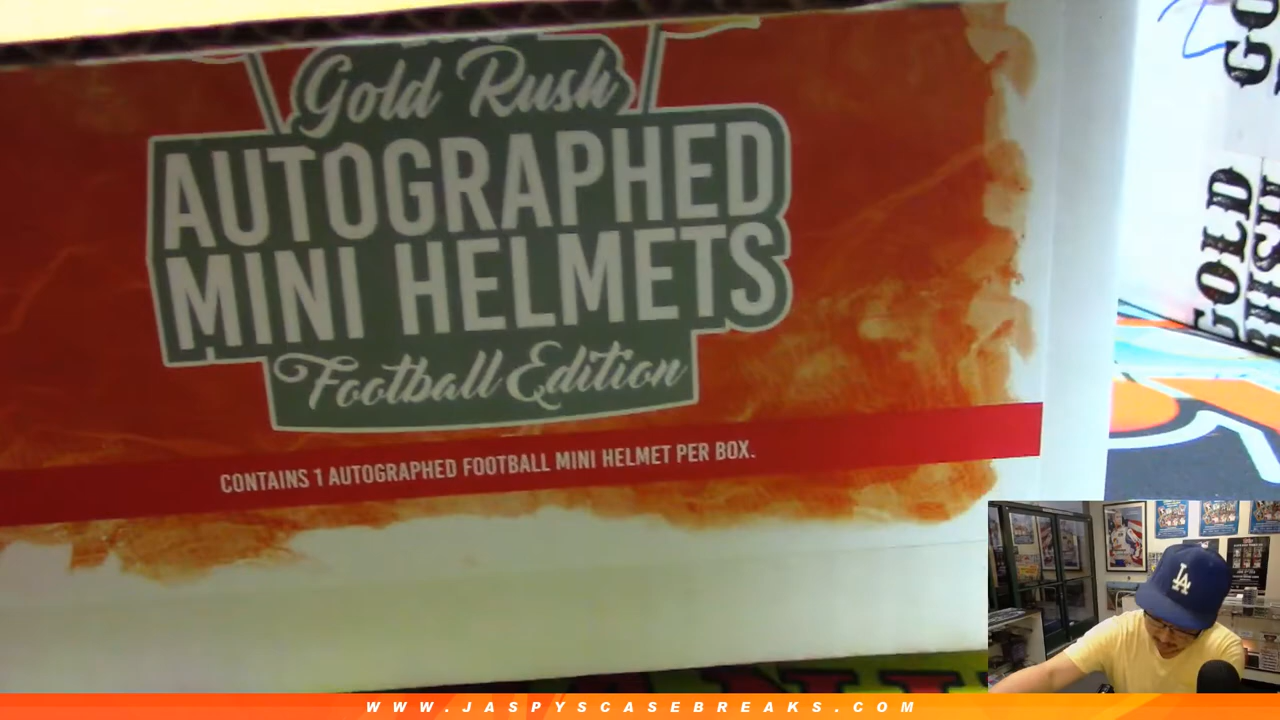 Gold Rush
AUTOGRAPHED
MINI HELMETS
Football Edition
CONTAINS 1 AUTOGRAPHED FOOTBALL MINI HELMET PER BOX.
GO
GOLD
RUSH
LA
WWW.JASPYSCASEBREAKS.COM